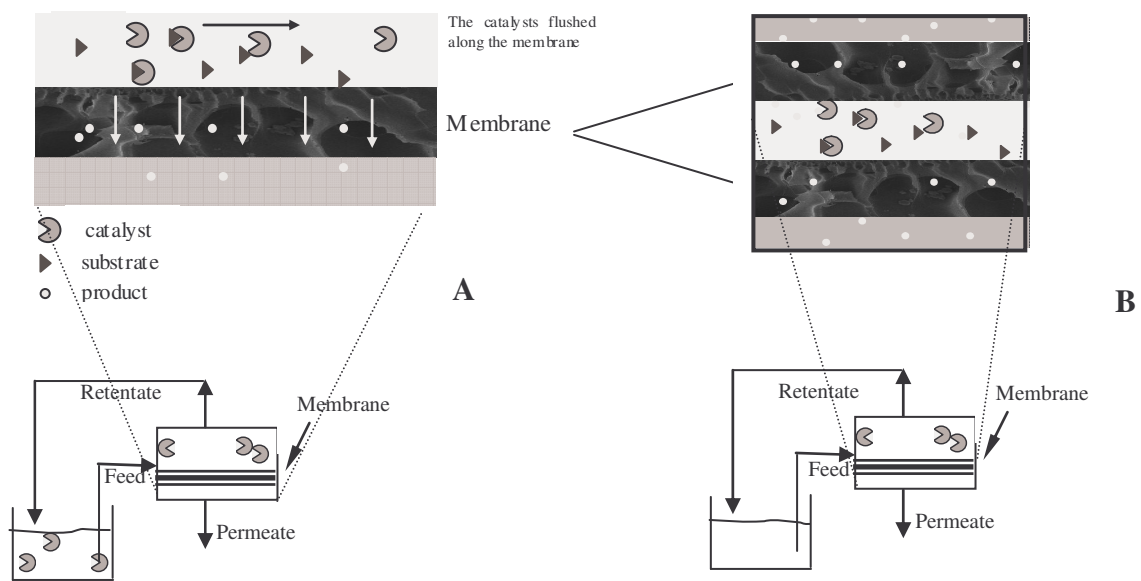 The catalysts flushed
along the membrane
Membrane
catalyst
substrate
product
A
B
Retentate
Membrane
Feed
Permeate
Retentate
Membrane
Feed
Permeate